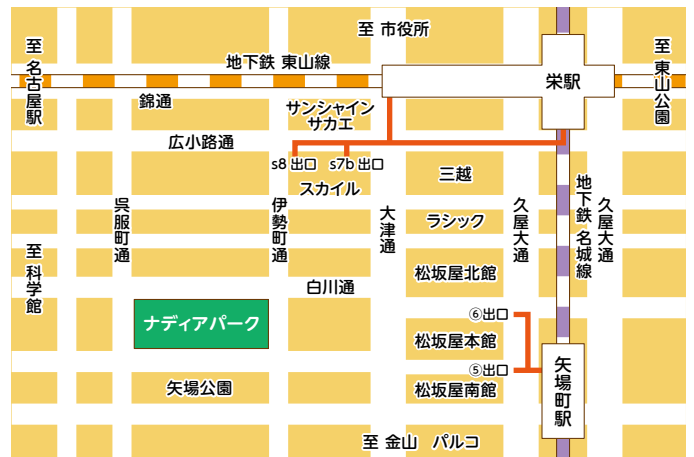 至 市役所
至 名古屋駅
地下鉄 東山線
栄駅
至 東山公園
錦通
サンシャイン
サカエ
広小路通
s8 出口
s7b 出口
スカイル
三越
呉服町通
伊勢町通
大津通
ラシック
久屋大通
地下鉄 名城線
久屋大通
至 科学館
松坂屋北館
白川通
ナディアパーク
⑥出口
松坂屋本館
⑤出口
矢場町駅
矢場公園
松坂屋南館
至 金山 パルコ